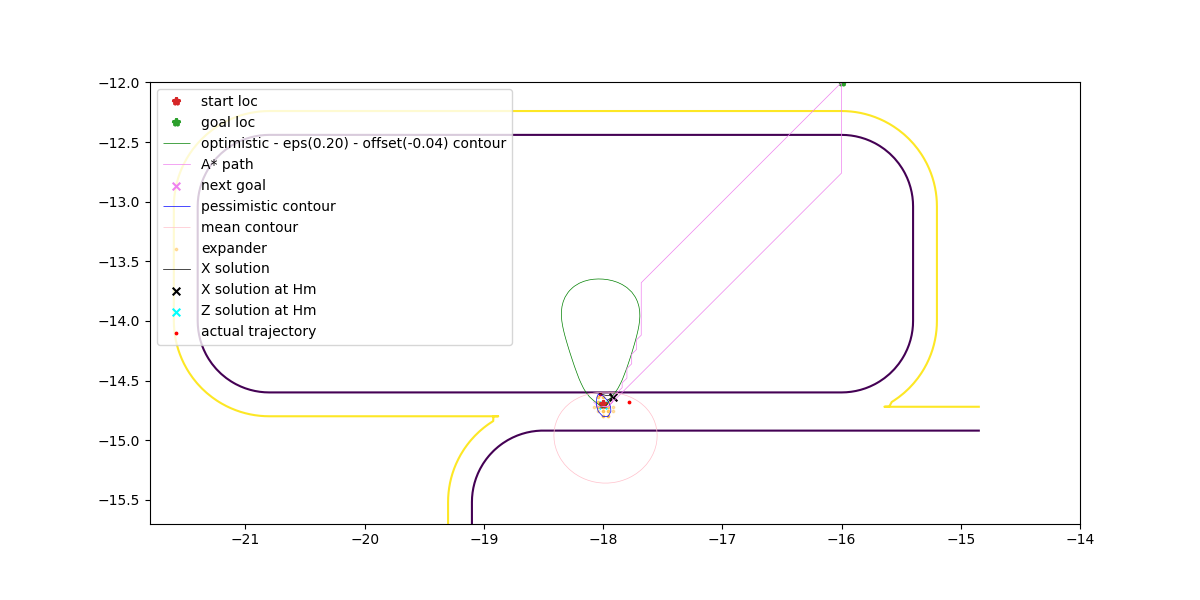 −12.0
start loc
goal loc
−12.5
optimistic - eps(0.20) - offset(-0.04) contour
A* path
next goal
−13.0
pessimistic contour
mean contour
expander
−13.5
X solution
X solution at Hm
−14.0
Z solution at Hm
actual trajectory
−14.5
−15.0
−15.5
−21 −20 −19 −18 −17 −16 −15 −14